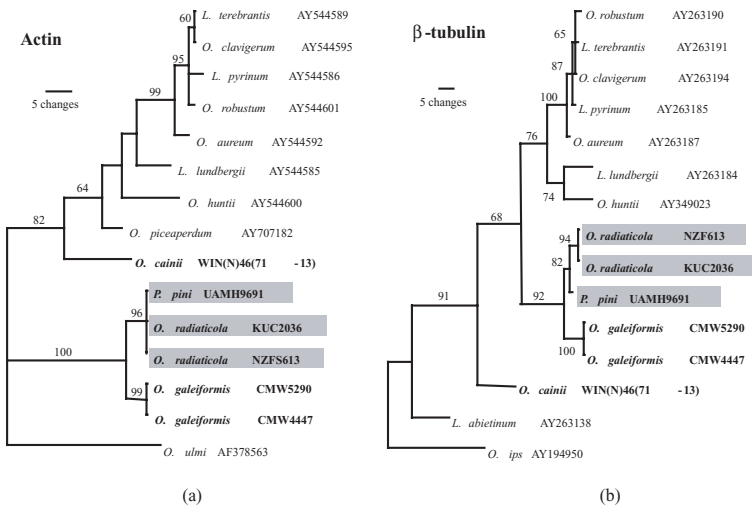 Actin
5 changes
60
L. terebrantis AY544589
O. clavigerum AY544595
95
L. pyrinum AY544586
99
O. robustum AY544601
O. aureum AY544592
L. lundbergii AY544585
64
O. huntii AY544600
82
O. piceaperdum AY707182
O. cainii WIN(N)46(71 -13)
P. pini UAMH9691
96
O. radiaticola KUC2036
100
O. radiaticola NZFS613
99
O. galeiformis CMW5290
O. galeiformis CMW4447
O. ulmi AF378563
(a)
β-tubulin
5 changes
O. robustum AY263190
65
L. terebrantis AY263191
87
O. clavigerum AY263194
100
L. pyrinum AY263185
76
O. aureum AY263187
L. lundbergii AY263184
74
O. huntii AY349023
68
O. radiaticola NZF613
94
O. radiaticola KUC2036
82
P. pini UAMH9691
92
O. galeiformis CMW5290
100
O. galeiformis CMW4447
91
O. cainii WIN(N)46(71 -13)
L. abietinum AY263138
O. ips AY194950
(b)